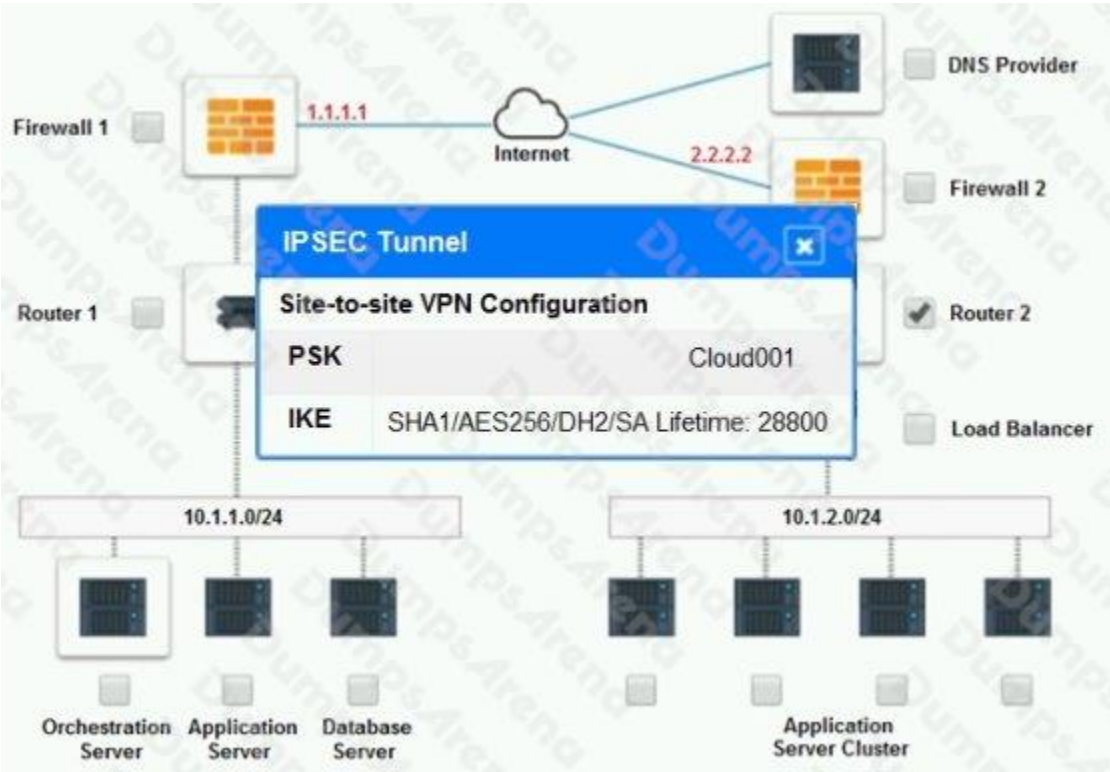 DNS Provider
Firewall 1
1.1.1.1
Internet
2.2.2.2
Firewall 2
IPSEC Tunnel
Site-to-site VPN Configuration
PSK Cloud001
IKE SHA1/AES256/DH2/SA Lifetime: 28800
Router 1
Router 2
Load Balancer
10.1.1.0/24
10.1.2.0/24
Orchestration Server
Application Server
Database Server
Application Server Cluster
DumpsArena